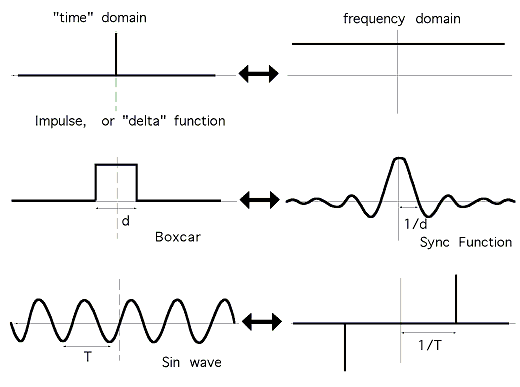 "time" domain
frequency domain
Impulse, or "delta" function
d
Boxcar
1/d
Sync Function
T
Sin wave
1/T